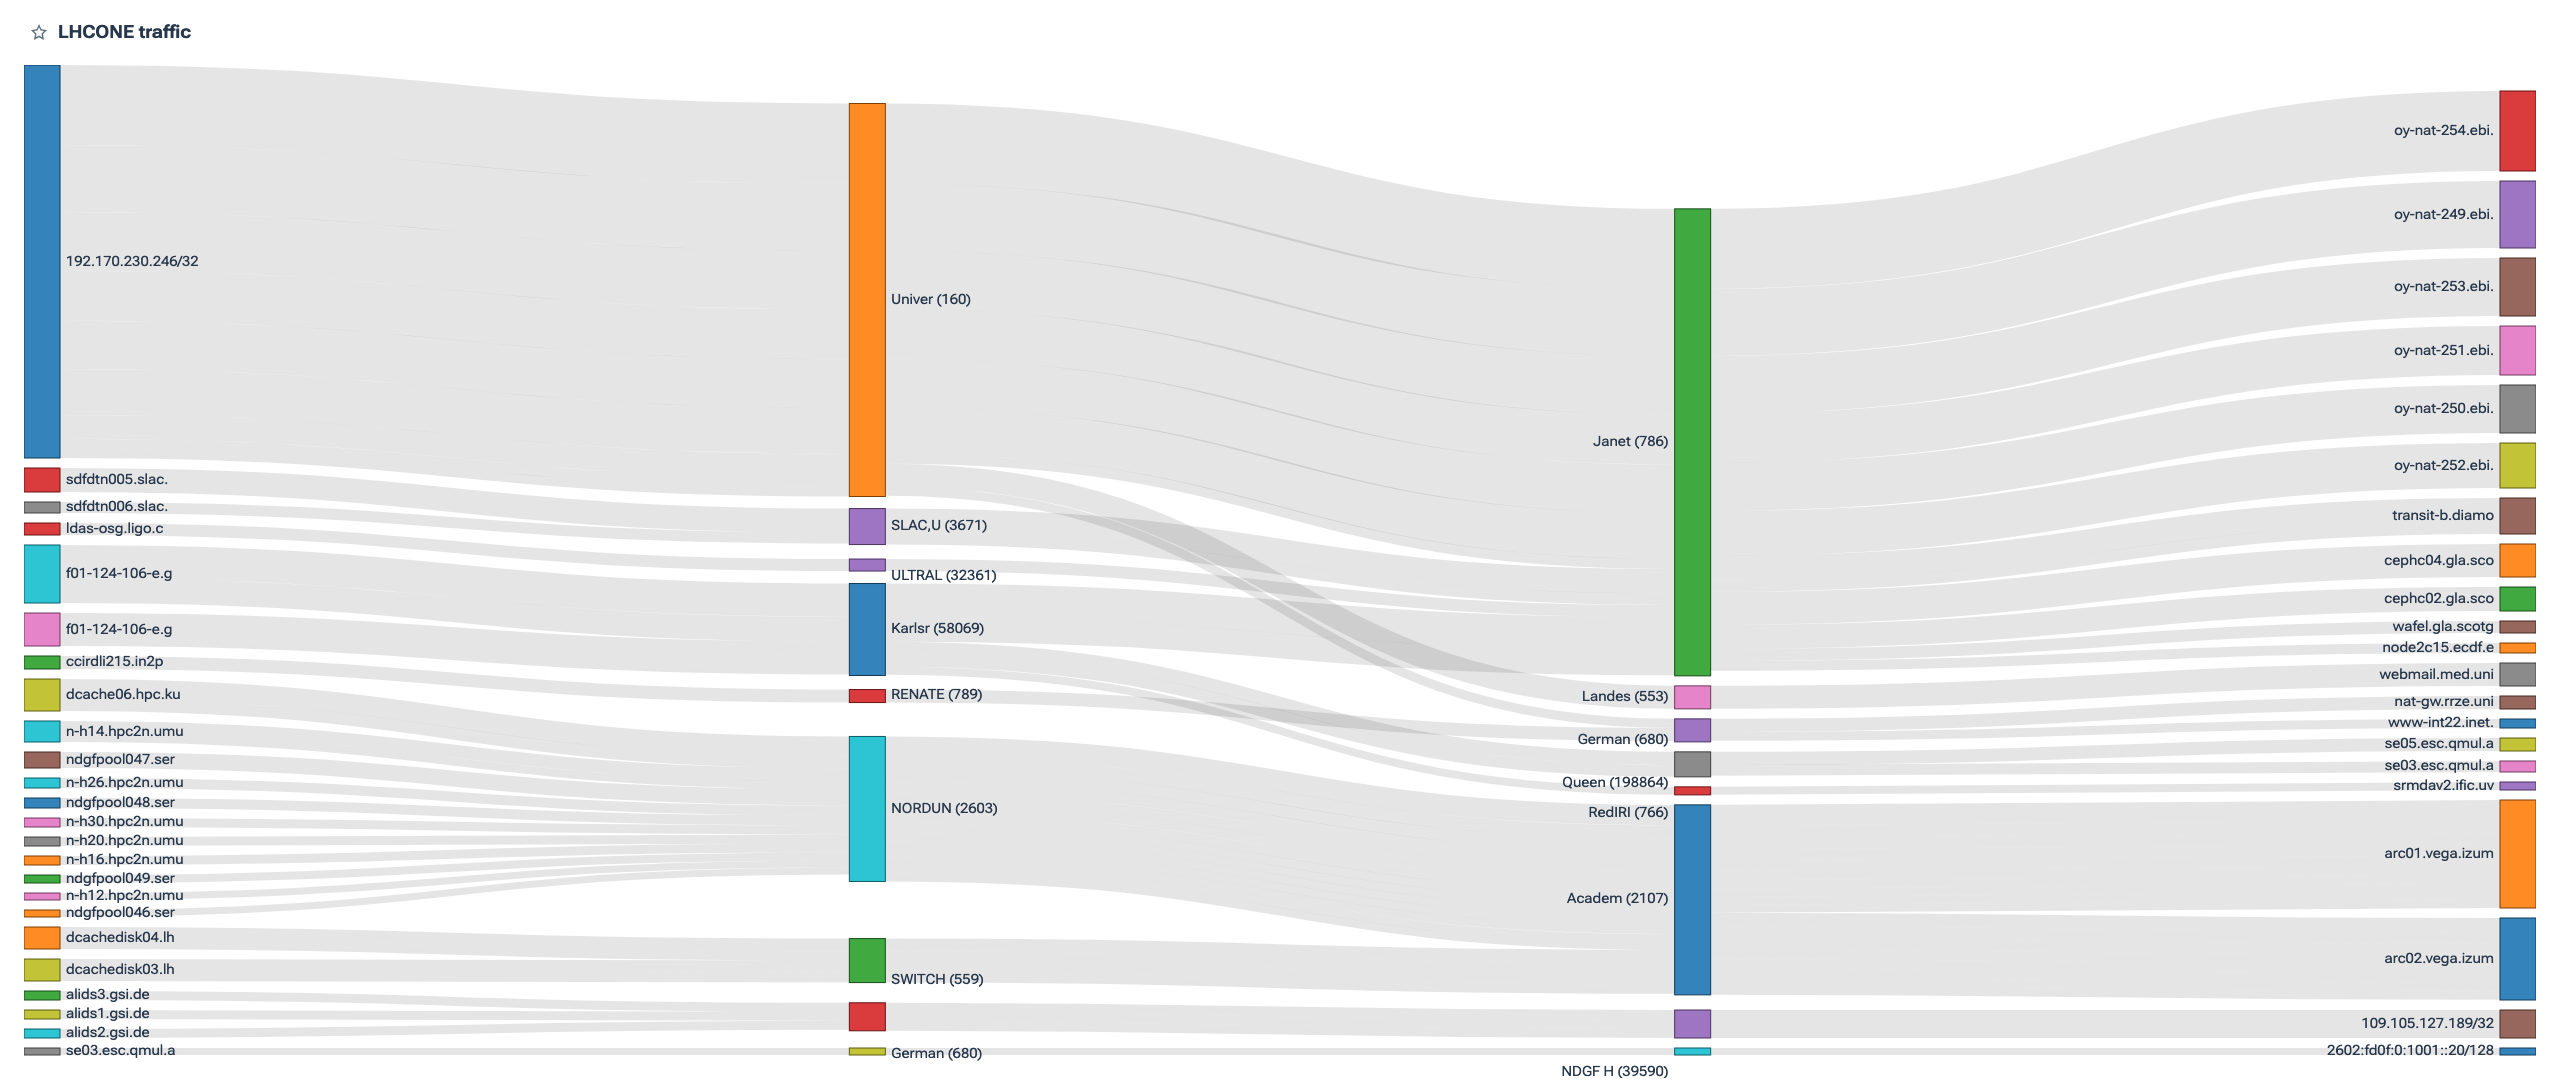 LHCONE traffic
192.170.230.246/32
sdfdtn005.slac.
sdfdtn006.slac.
ldas-osg.ligo.c
f01-124-106-e.g
f01-124-106-e.g
ccirdli215.in2p
dcache06.hpc.ku
n-h14.hpc2n.umu
ndgfpool047.ser
n-h26.hpc2n.umu
ndgfpool048.ser
n-h30.hpc2n.umu
n-h20.hpc2n.umu
n-h16.hpc2n.umu
ndgfpool049.ser
n-h12.hpc2n.umu
ndgfpool046.ser
dcachedisk04.lh
dcachedisk03.lh
alids3.gsi.de
alids1.gsi.de
alids2.gsi.de
se03.esc.qmul.a
Univer (160)
SLAC,U (3671)
ULTRAL (32361)
Karlsr (58069)
RENATE (789)
NORDUN (2603)
SWITCH (559)
German (680)
Janet (786)
Landes (553)
German (680)
Queen (198864)
RedIRI (766)
Academ (2107)
NDGF H (39590)
oy-nat-254.ebi.
oy-nat-249.ebi.
oy-nat-253.ebi.
oy-nat-251.ebi.
oy-nat-250.ebi.
oy-nat-252.ebi.
transit-b.diamo
cephc04.gla.sco
cephc02.gla.sco
wafel.gla.scotg
node2c15.ecdf.e
webmail.med.uni
nat-gw.rrze.uni
www-int22.inet.
se05.esc.qmul.a
se03.esc.qmul.a
srmdav2.ific.uv
arc01.vega.izum
arc02.vega.izum
109.105.127.189/32
2602:fd0f:0:1001::20/128